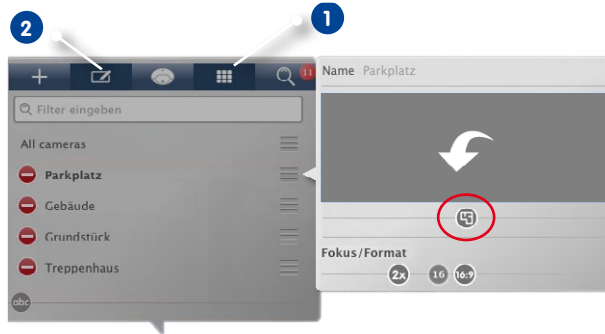 2
1
11
Name Parkplatz
Filter eingeben
All cameras
Parkplatz
Gebäude
Grundstück
Treppenhaus
abc
Fokus/Format
2x 16 16:9